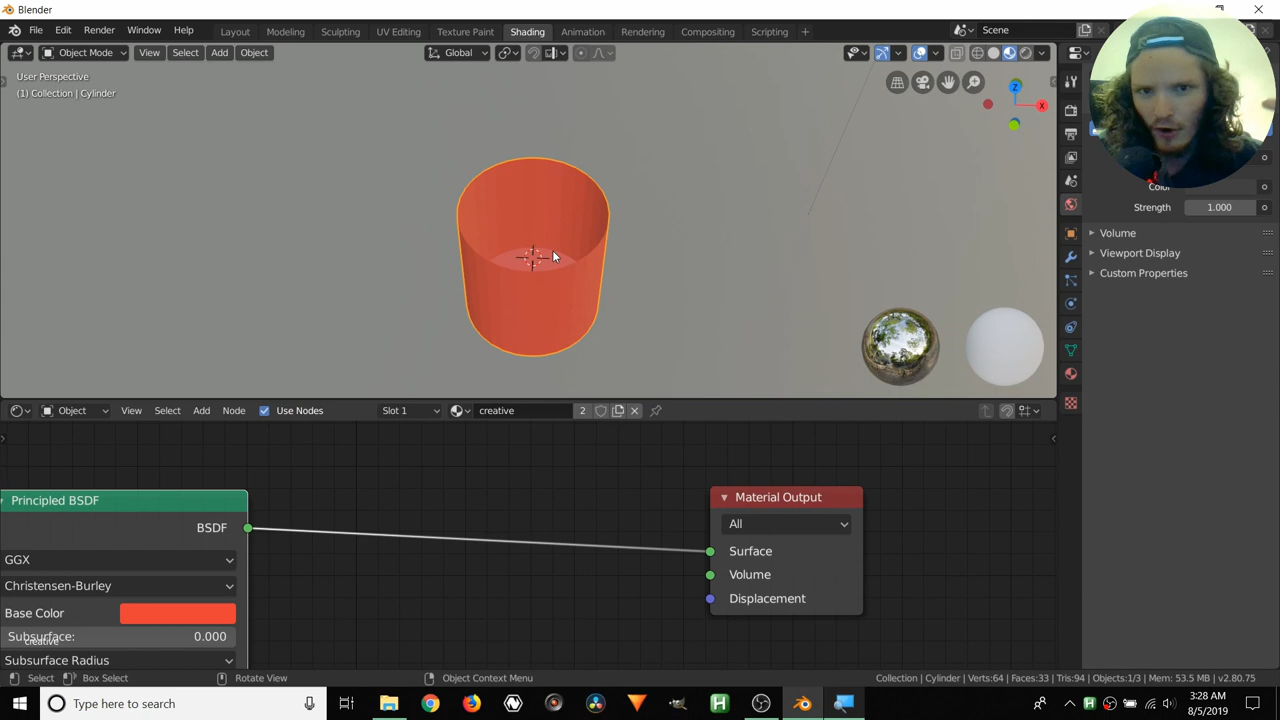 Blender
File Edit Render Window Help Layout Modeling Sculpting UV Editing Texture Paint Shading Animation Rendering Compositing Scripting + Scene
Object Mode View Select Add Object Global
User Perspective
(1) Collection | Cylinder
Z
X
Color
Strength 1.000
Volume
Viewport Display
Custom Properties
Object View Select Add Node Use Nodes Slot 1 creative 2
Principled BSDF
BSDF
GGX
Christensen-Burley
Base Color
Subsurface: 0.000
creative
Subsurface Radius
Material Output
All
Surface
Volume
Displacement
Select Box Select Rotate View Object Context Menu Collection | Cylinder | Verts:64 | Faces:33 | Tris:94 | Objects:1/3 | Mem: 53.5 MB | v2.80.75
Type here to search
3:28 AM
8/5/2019